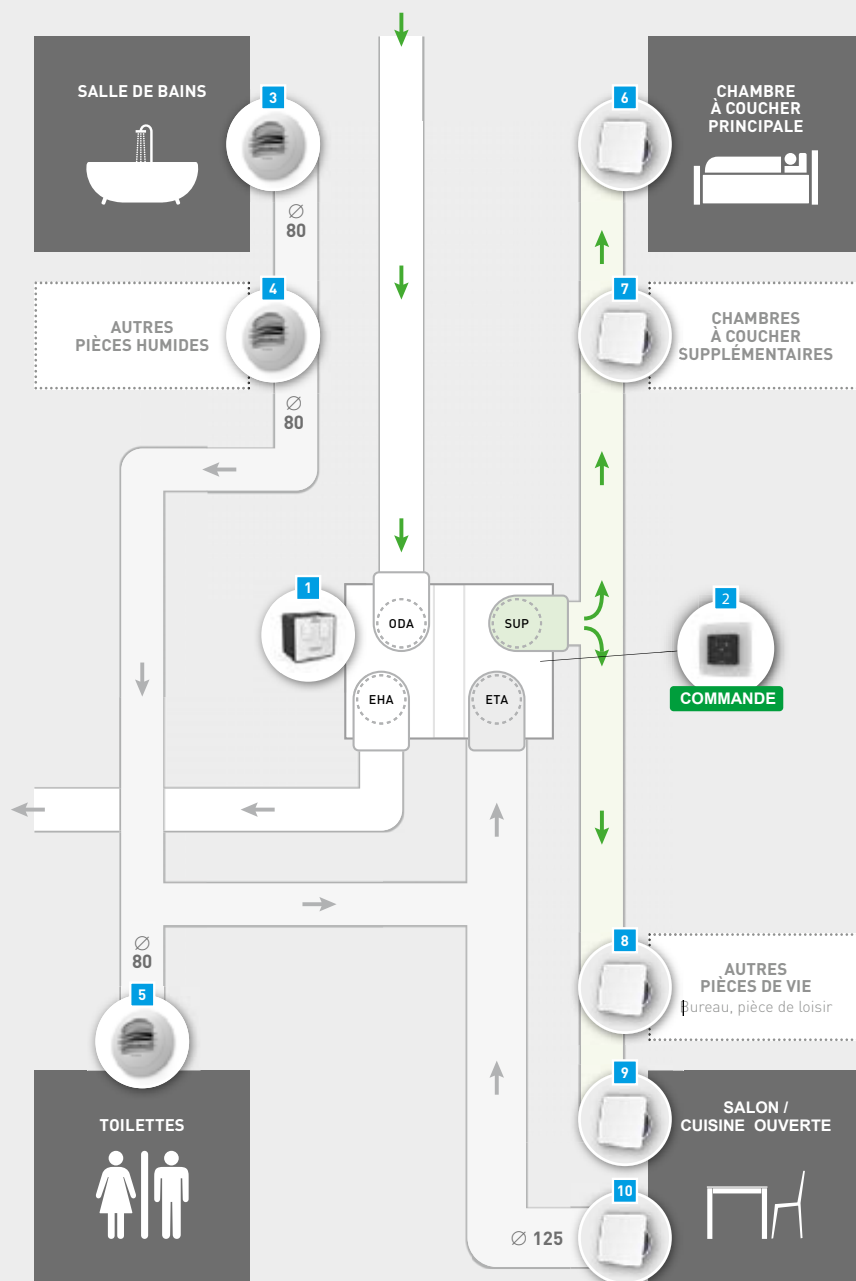 SALLE DE BAINS
3
Ø
80
4
AUTRES
PIÈCES HUMIDES
Ø
80
6
CHAMBRE
À COUCHER
PRINCIPALE
7
CHAMBRES
À COUCHER
SUPPLÉMENTAIRES
1
ODA
SUP
EHA
ETA
2
COMMANDE
Ø
80
5
TOILETTES
8
AUTRES
PIÈCES DE VIE
Bureau, pièce de loisir
9
SALON /
CUISINE OUVERTE
10
Ø 125